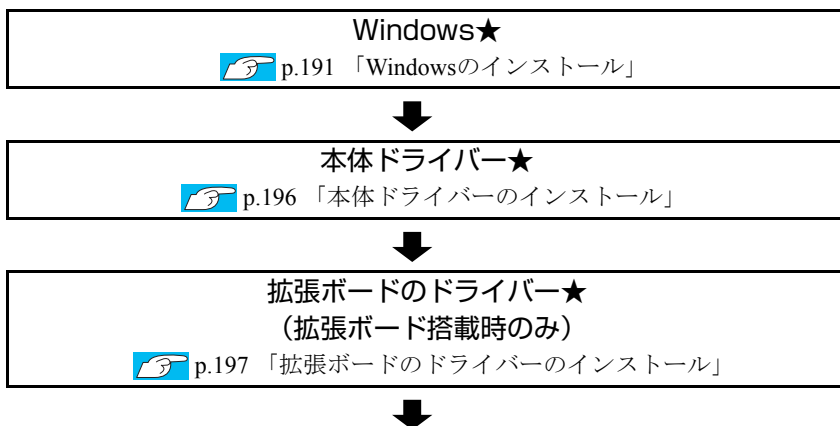 Windows★
p.191 「Windowsのインストール」
本体ドライバー★
p.196 「本体ドライバーのインストール」
拡張ボードのドライバー★
（拡張ボード搭載時のみ）
p.197 「拡張ボードのドライバーのインストール」